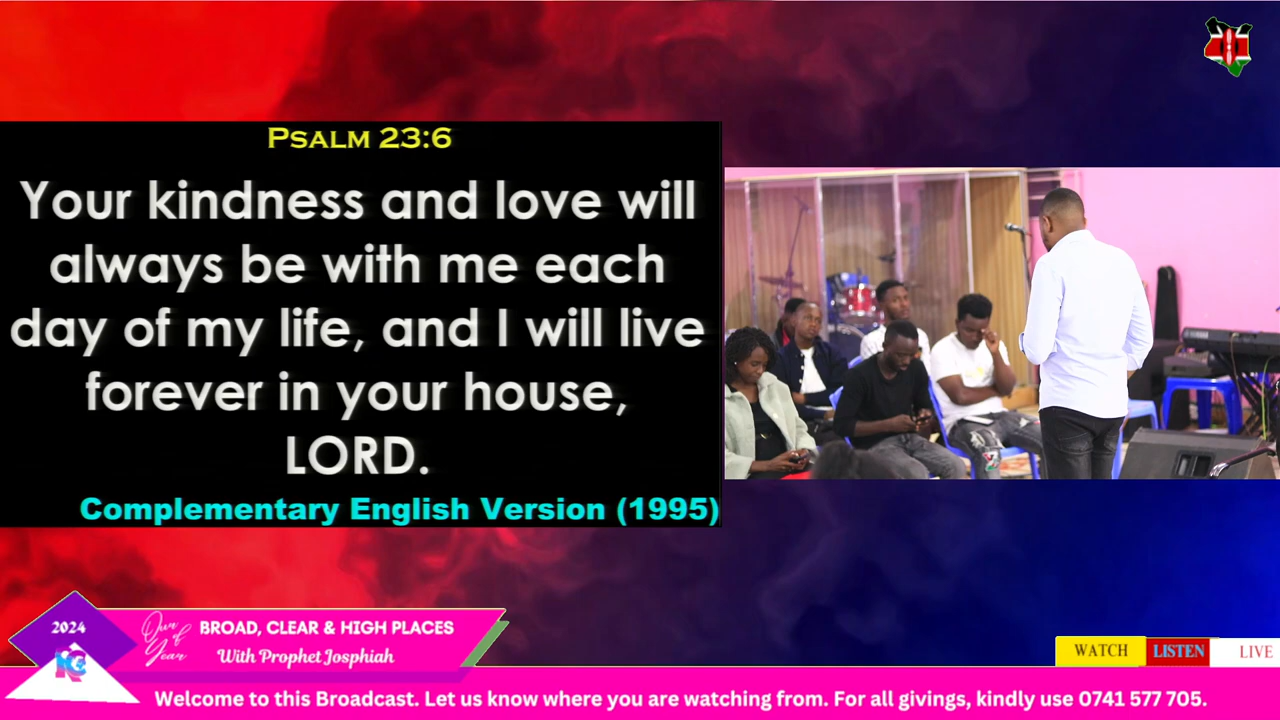 PSALM 23:6
Your kindness and love will
always be with me each
day of my life, and I will live
forever in your house,
LORD.
Complementary English Version (1995)
2024
Our
of
Year
BROAD, CLEAR & HIGH PLACES
With Prophet Josphiah
WATCH
LISTEN
LIVE
Welcome to this Broadcast. Let us know where you are watching from. For all givings, kindly use 0741 577 705.